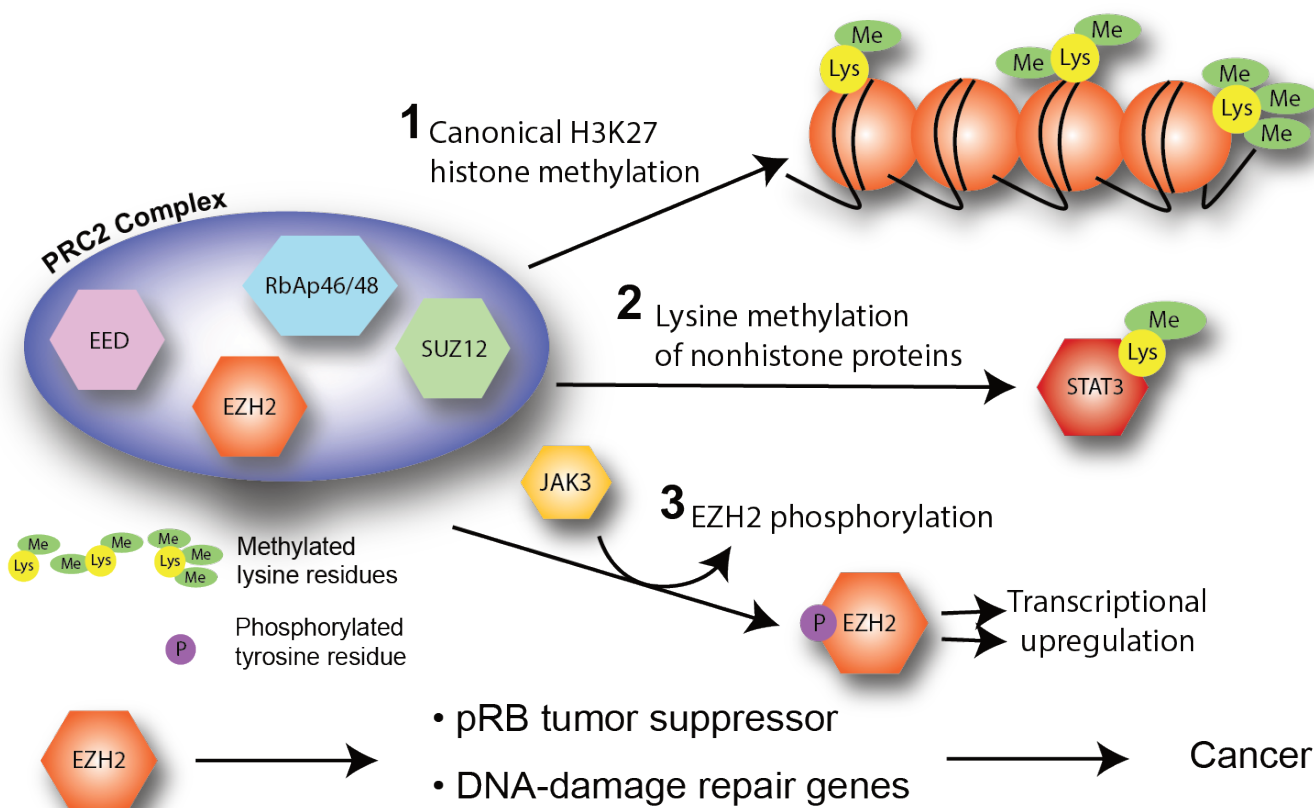 1 Canonical H3K27
histone methylation
Me
Lys
Me
Me
Lys
Me
Lys
Me
Me
PRC2 Complex
RbAp46/48
EED
SUZ12
EZH2
2 Lysine methylation
of nonhistone proteins
Me
Lys
STAT3
JAK3
3 EZH2 phosphorylation
P
EZH2
Transcriptional
upregulation
Me
Lys
Me
Lys
Me
Me
Lys
Me
Me
Methylated
lysine residues
P
Phosphorylated
tyrosine residue
EZH2
• pRB tumor suppressor
• DNA-damage repair genes
Cancer